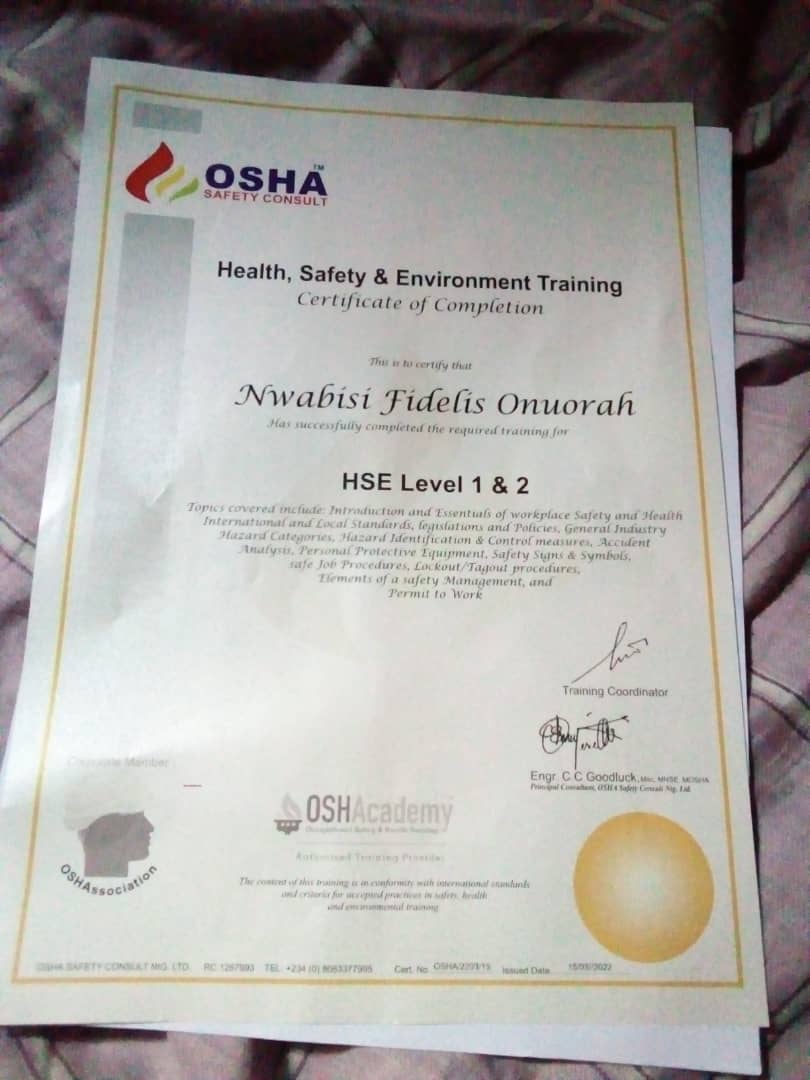 OSHA™
SAFETY CONSULT
Health, Safety & Environment Training
Certificate of Completion
This is to certify that
Nwabisi Fidelis Onuorah
Has successfully completed the required training for
HSE Level 1 & 2
Topics covered include: Introduction and Essentials of workplace Safety and Health
International and Local Standards, legislations and Policies, General Industry
Hazard Categories, Hazard Identification & Control measures, Accident
Analysis, Personal Protective Equipment, Safety Signs & Symbols,
safe Job Procedures, Lockout/Tagout procedures,
Elements of a safety Management, and
Permit to Work
Training Coordinator
Engr. C C Goodluck, Msc, MNSE, MOSHA
Principal Consultant, OSHA Safety Consult Nig. Ltd.
Corporate Member
OSHAssociation
OSHAcademy
Occupational Safety & Health Training
Authorised Training Provider
The content of this training is in conformity with international standards
and criteria for accepted practices in safety, health
and environmental training
OSHA SAFETY CONSULT NIG. LTD. RC 1267993 TEL: +234 (0) 8063377995 Cert. No. OSHA/2203/15 Issued Date 15/03/2022